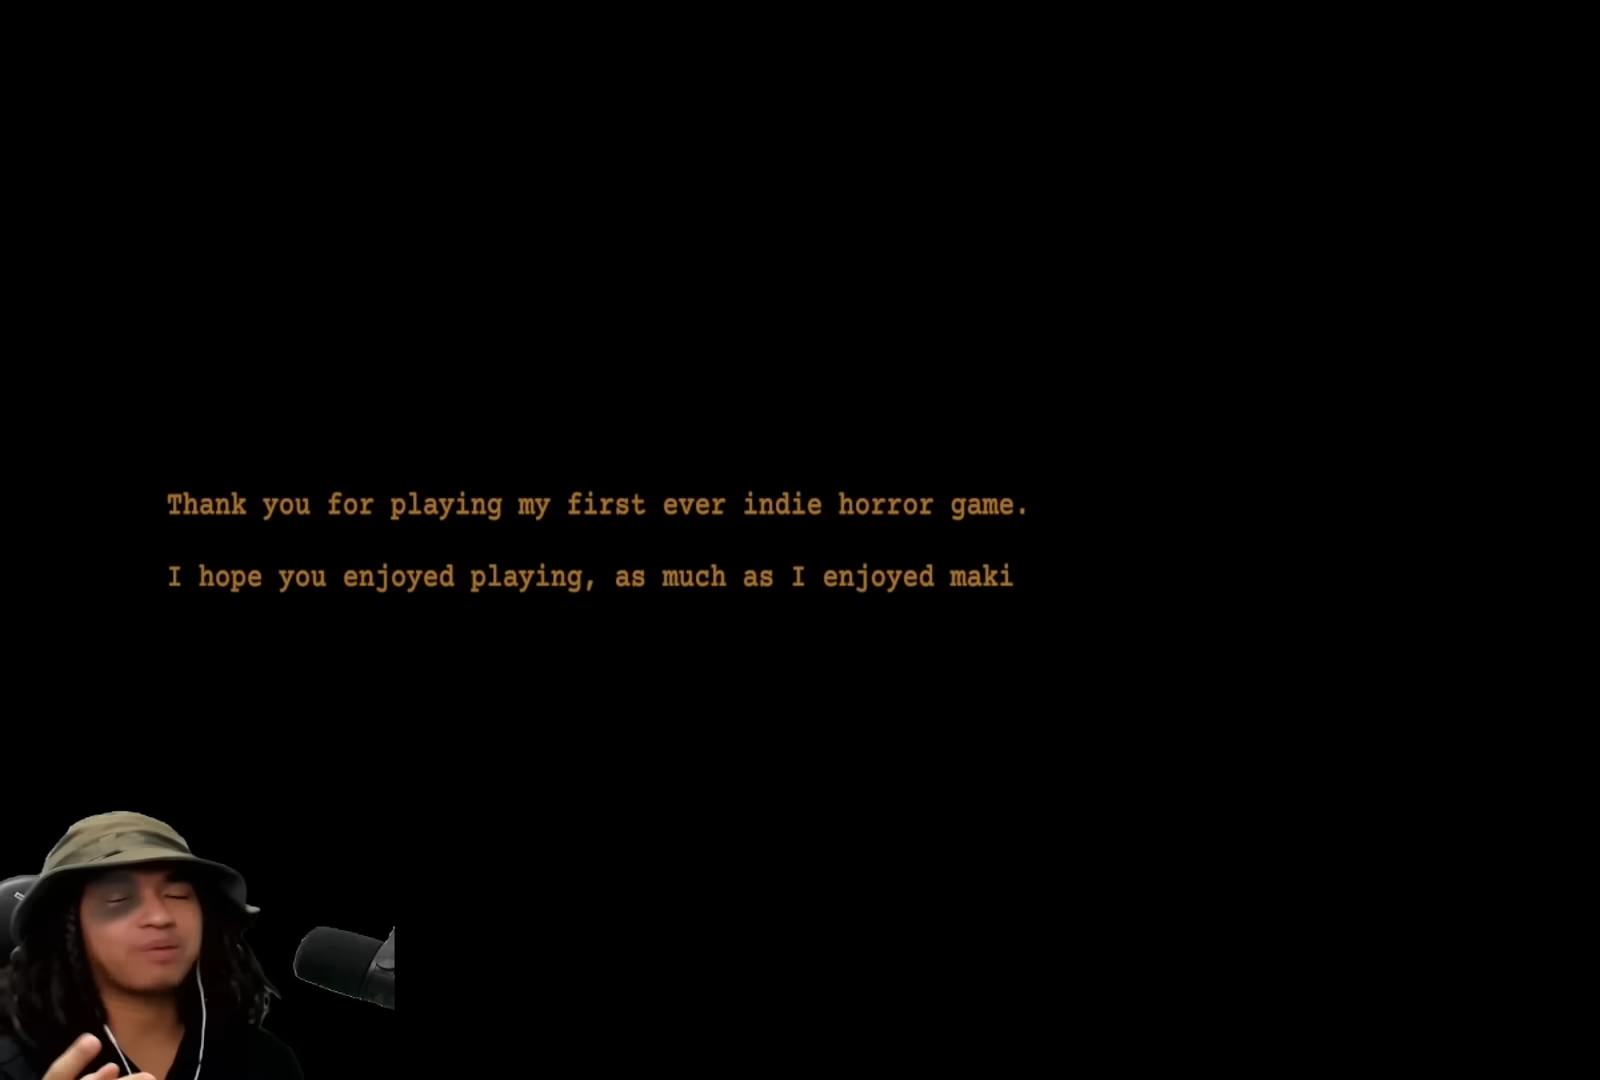 Thank you for playing my first ever indie horror game.
I hope you enjoyed playing, as much as I enjoyed maki